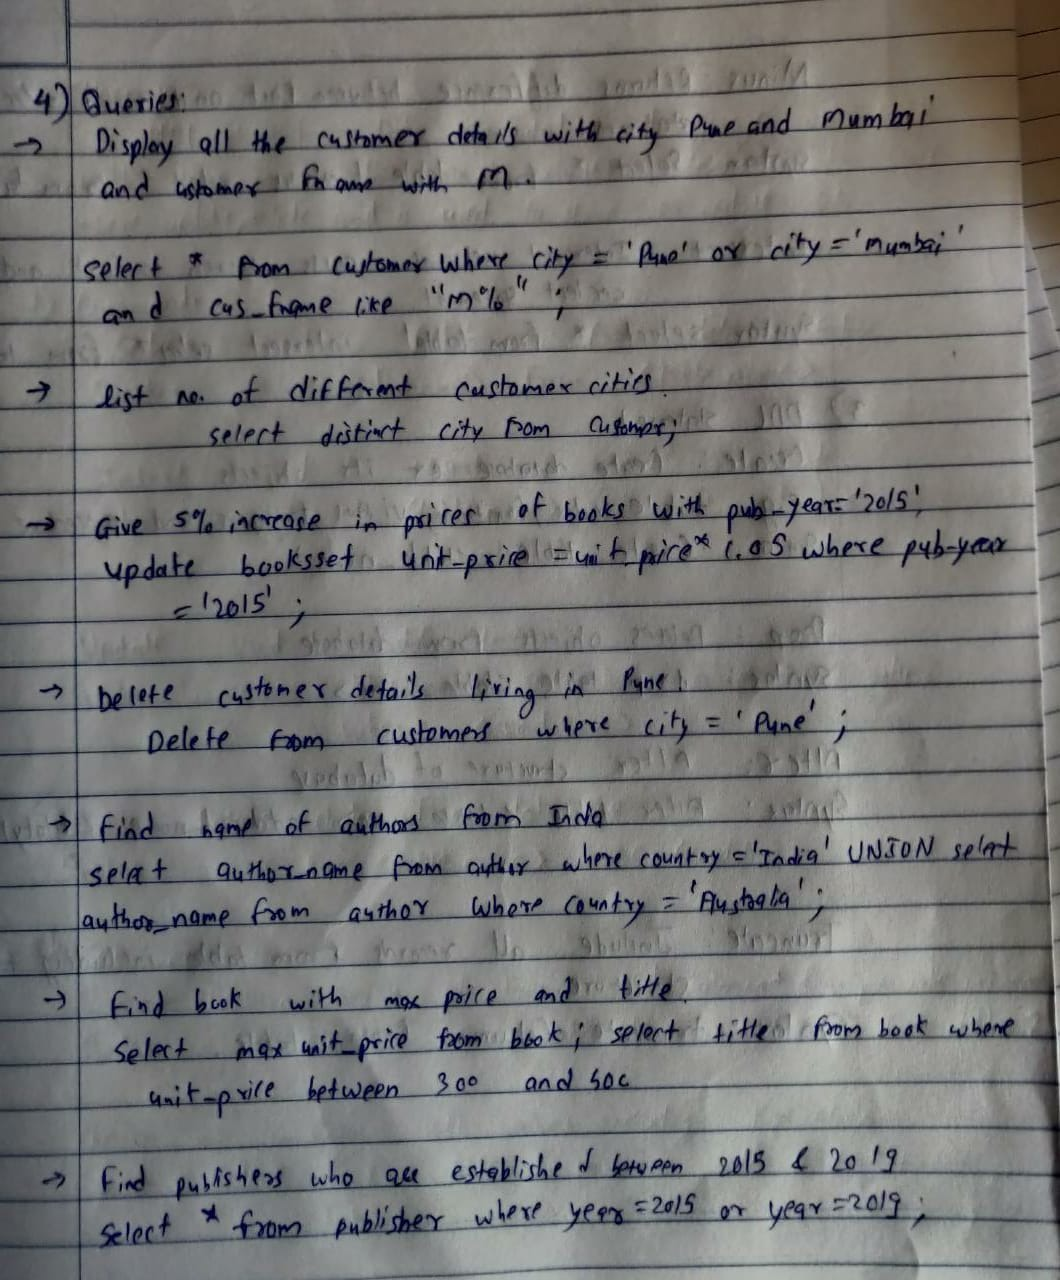 4) Queries:
→ Display all the customer details with city Pune and Mumbai
and customer fname with M.
select * from customer where city = 'Pune' or city = 'mumbai'
and cus_fname like "m%" ;
→ list no. of different customer cities.
select distinct city from customer;
→ Give 5% increase in prices of books with pub-year='2015'
update booksset unit-price = unit price* 1.05 where pub-year
= '2015' ;
→ Delete customer details living in Pune.
Delete from customers where city = 'Pune' ;
→ find name of authors from India
select author_name from author where country = 'India' UNION select
author_name from author where country = 'Australa' ;
→ find book with max price and title.
Select max unit_price from book ; select title from book where
unit-price between 300 and
→ find publishers who are established between 2015 & 2019
Select * from publisher where year =2015 or year =2019 ;